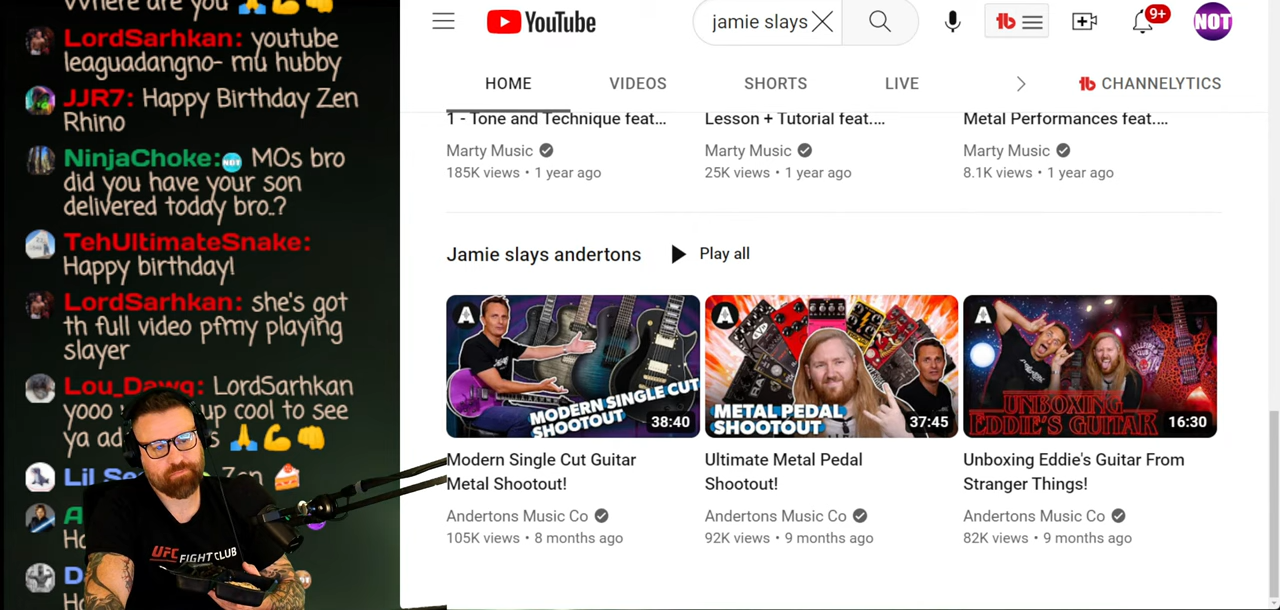 Where are you 🙏💪👊
LordSarhkan: youtube
leaguadangno- mu hubby
JJR7: Happy Birthday Zen
Rhino
NinjaChoke: NOT MOs bro
did you have your son
delivered today bro..?
TehUltimateSnake:
Happy birthday!
LordSarhkan: she's got
th full video pfmy playing
slayer
Lou_Dawg: LordSarhkan
yooo up cool to see
ya 🙏💪👊
Lil Zen 🍰
UFC FIGHT CLUB
YouTube
jamie slays
9+
NOT
HOME
VIDEOS
SHORTS
LIVE
CHANNELYTICS
1 - Tone and Technique feat...
Lesson + Tutorial feat....
Metal Performances feat....
Marty Music
Marty Music
Marty Music
185K views • 1 year ago
25K views • 1 year ago
8.1K views • 1 year ago
Jamie slays andertons
Play all
MODERN SINGLE CUT
SHOOTOUT!
38:40
METAL PEDAL
SHOOTOUT
37:45
UNBOXING
EDDIE'S GUITAR
16:30
Modern Single Cut Guitar
Metal Shootout!
Ultimate Metal Pedal
Shootout!
Unboxing Eddie's Guitar From
Stranger Things!
Andertons Music Co
Andertons Music Co
Andertons Music Co
105K views • 8 months ago
92K views • 9 months ago
82K views • 9 months ago